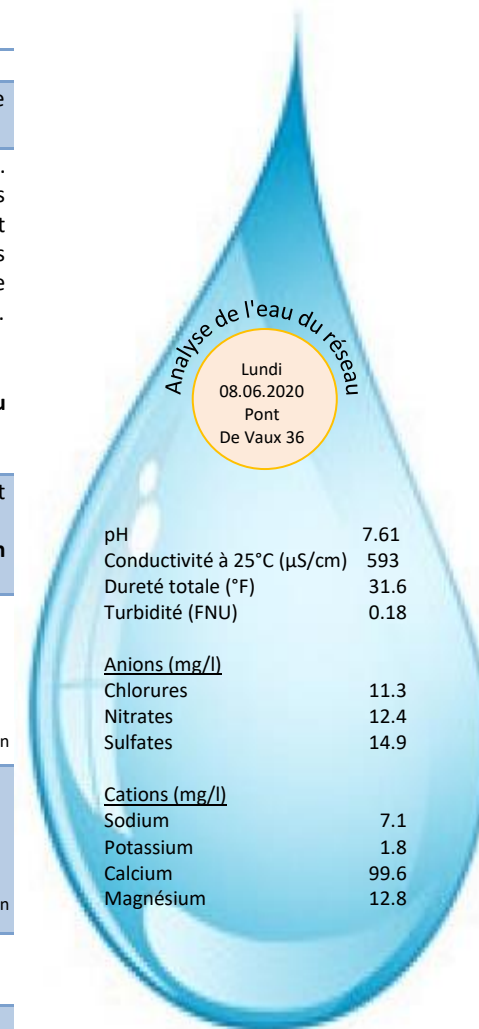 e
.
s
t
s
e
.
u
t
n
n
n
Analyse de l'eau du réseau
Lundi
08.06.2020
Pont
De Vaux 36
pH 7.61
Conductivité à 25°C (µS/cm) 593
Dureté totale (°F) 31.6
Turbidité (FNU) 0.18
Anions (mg/l)
Chlorures 11.3
Nitrates 12.4
Sulfates 14.9
Cations (mg/l)
Sodium 7.1
Potassium 1.8
Calcium 99.6
Magnésium 12.8